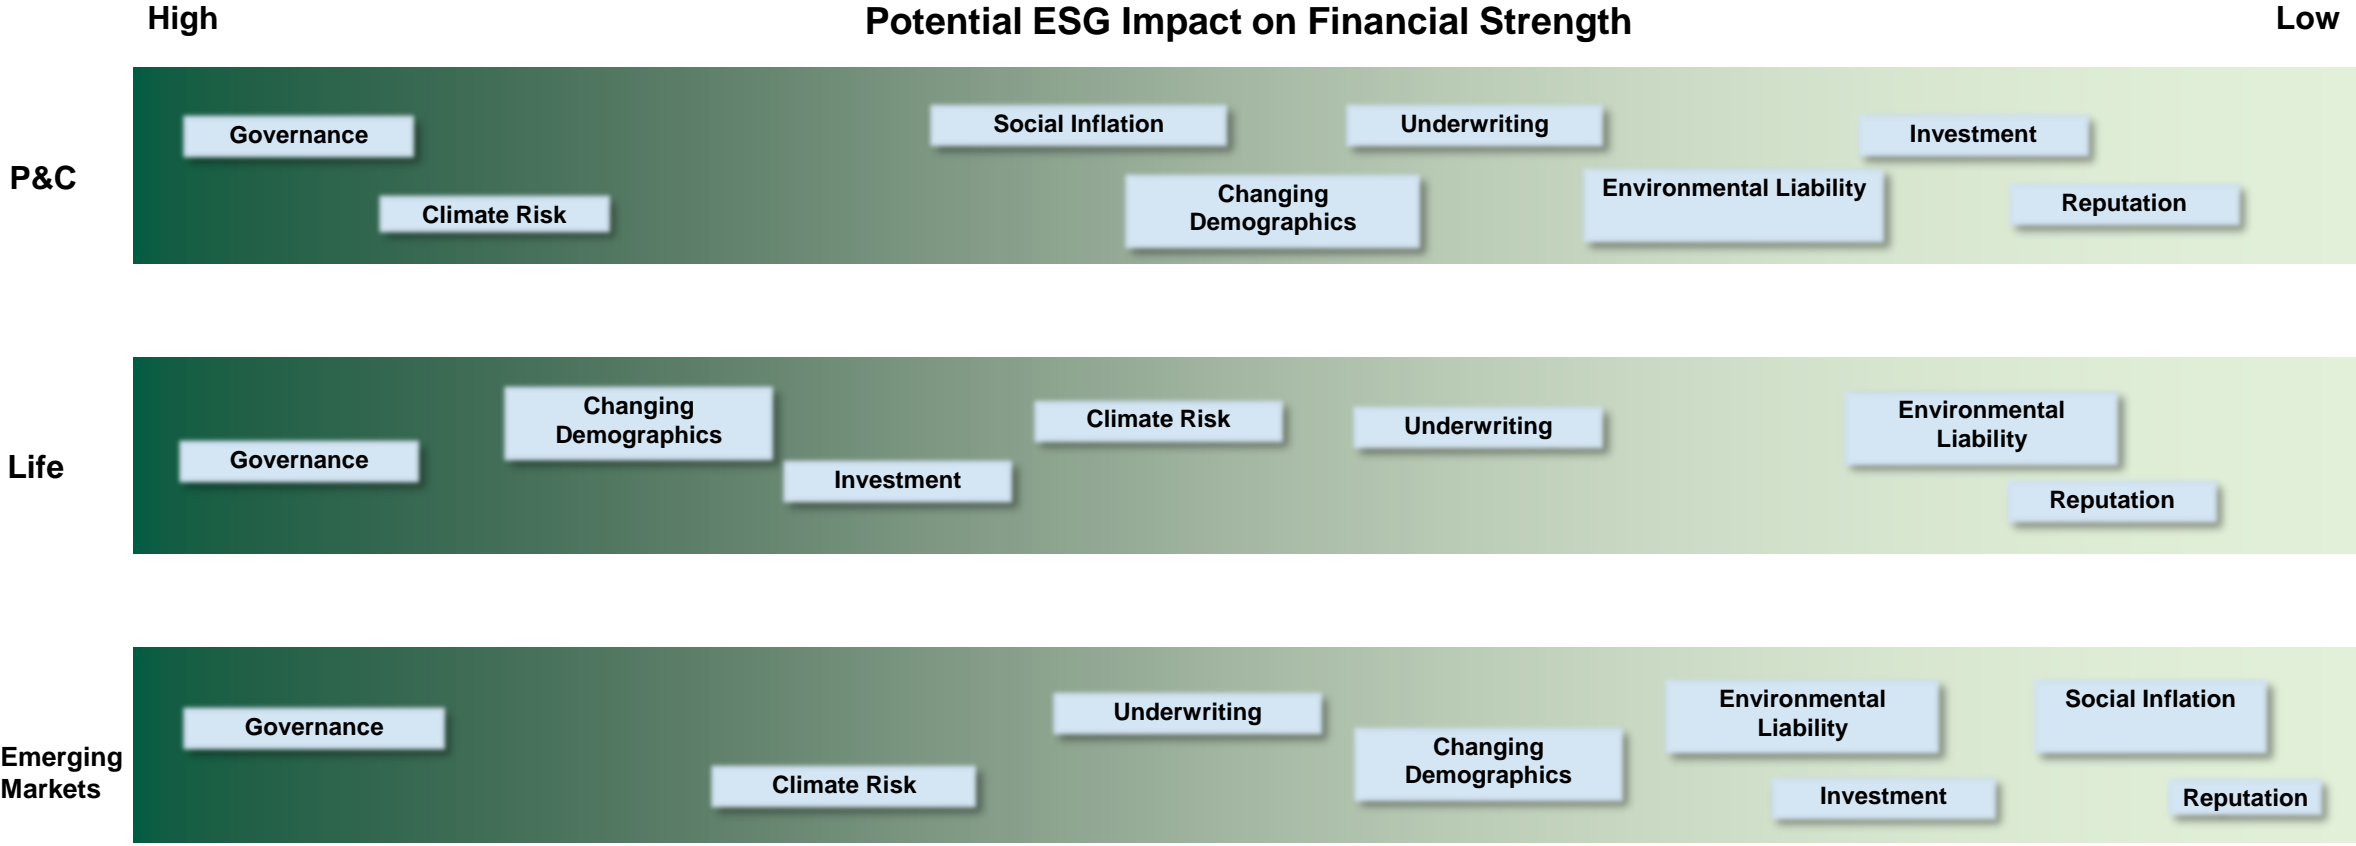 High
Potential ESG Impact on Financial Strength
Low
P&C
Governance
Climate Risk
Social Inflation
Changing
Demographics
Underwriting
Environmental Liability
Investment
Reputation
Life
Governance
Changing
Demographics
Investment
Climate Risk
Underwriting
Environmental
Liability
Reputation
Emerging
Markets
Governance
Climate Risk
Underwriting
Changing
Demographics
Environmental
Liability
Investment
Social Inflation
Reputation